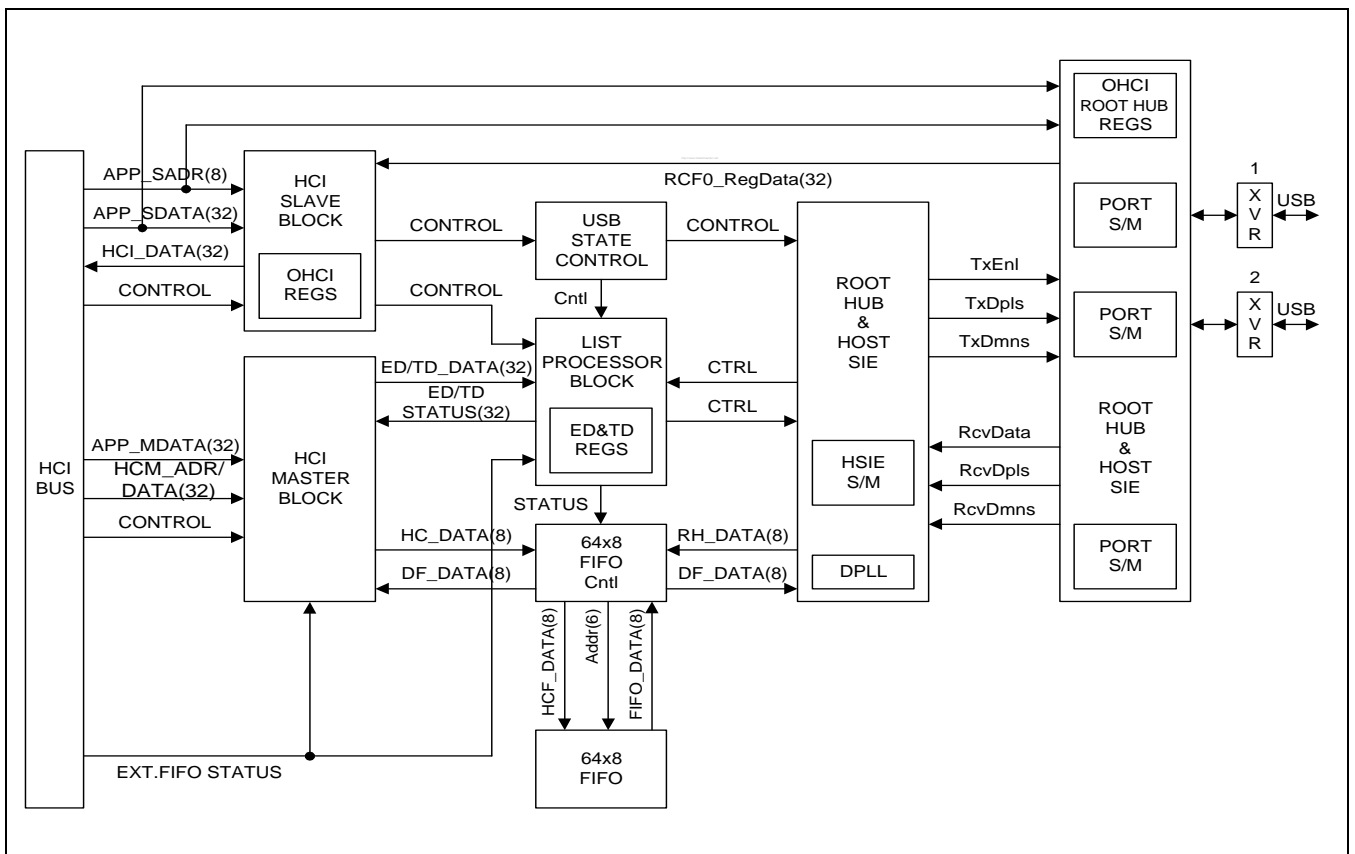 HCI
BUS
APP_SADR(8)
APP_SDATA(32)
HCI_DATA(32)
CONTROL
HCI
SLAVE
BLOCK
OHCI
REGS
CONTROL
CONTROL
USB
STATE
CONTROL
CONTROL
Cntl
RCF0_RegData(32)
OHCI
ROOT HUB
REGS
PORT
S/M
PORT
S/M
ROOT
HUB
&
HOST
SIE
PORT
S/M
1
X
V
R
USB
2
X
V
R
USB
ROOT
HUB
&
HOST
SIE
HSIE
S/M
DPLL
TxEnl
TxDpls
TxDmns
RcvData
RcvDpls
RcvDmns
LIST
PROCESSOR
BLOCK
ED&TD
REGS
CTRL
CTRL
ED/TD_DATA(32)
ED/TD
STATUS(32)
APP_MDATA(32)
HCM_ADR/
DATA(32)
CONTROL
HCI
MASTER
BLOCK
STATUS
HC_DATA(8)
DF_DATA(8)
64x8
FIFO
Cntl
RH_DATA(8)
DF_DATA(8)
HCF_DATA(8)
Addr(6)
FIFO_DATA(8)
64x8
FIFO
EXT.FIFO STATUS